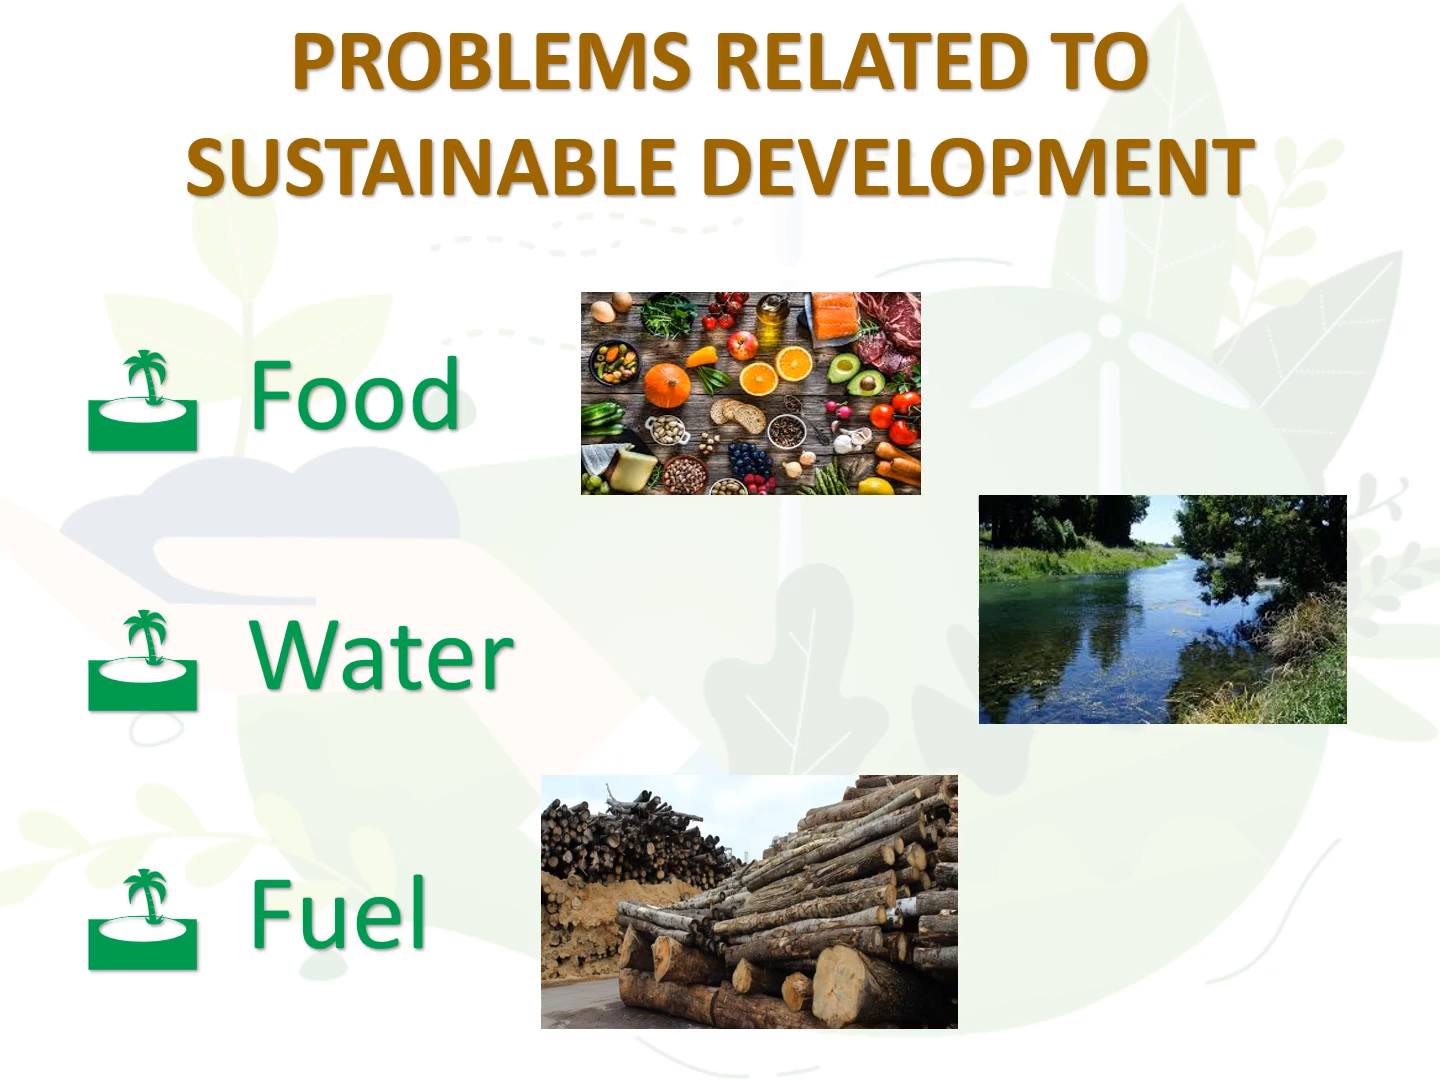 PROBLEMS RELATED TO
SUSTAINABLE DEVELOPMENT
Food
Water
Fuel